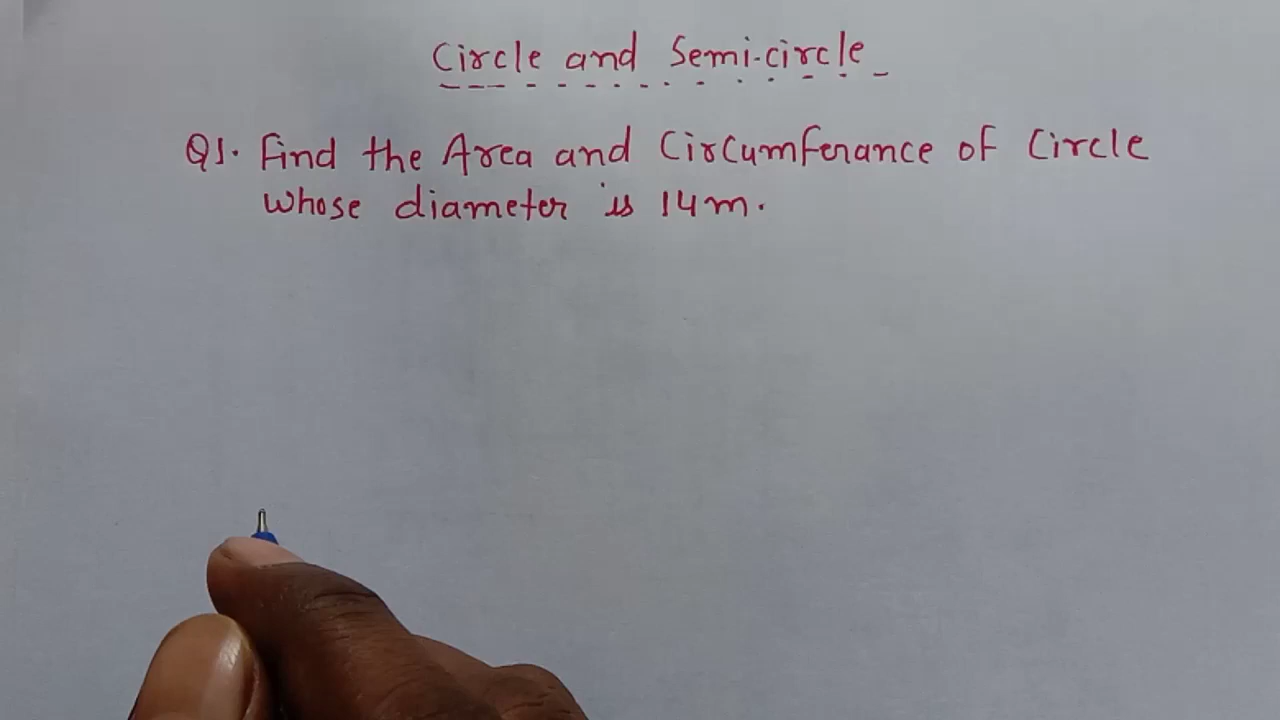 Circle and Semi-circle
Q1. Find the Area and Circumferance of Circle
whose diameter is 14m.